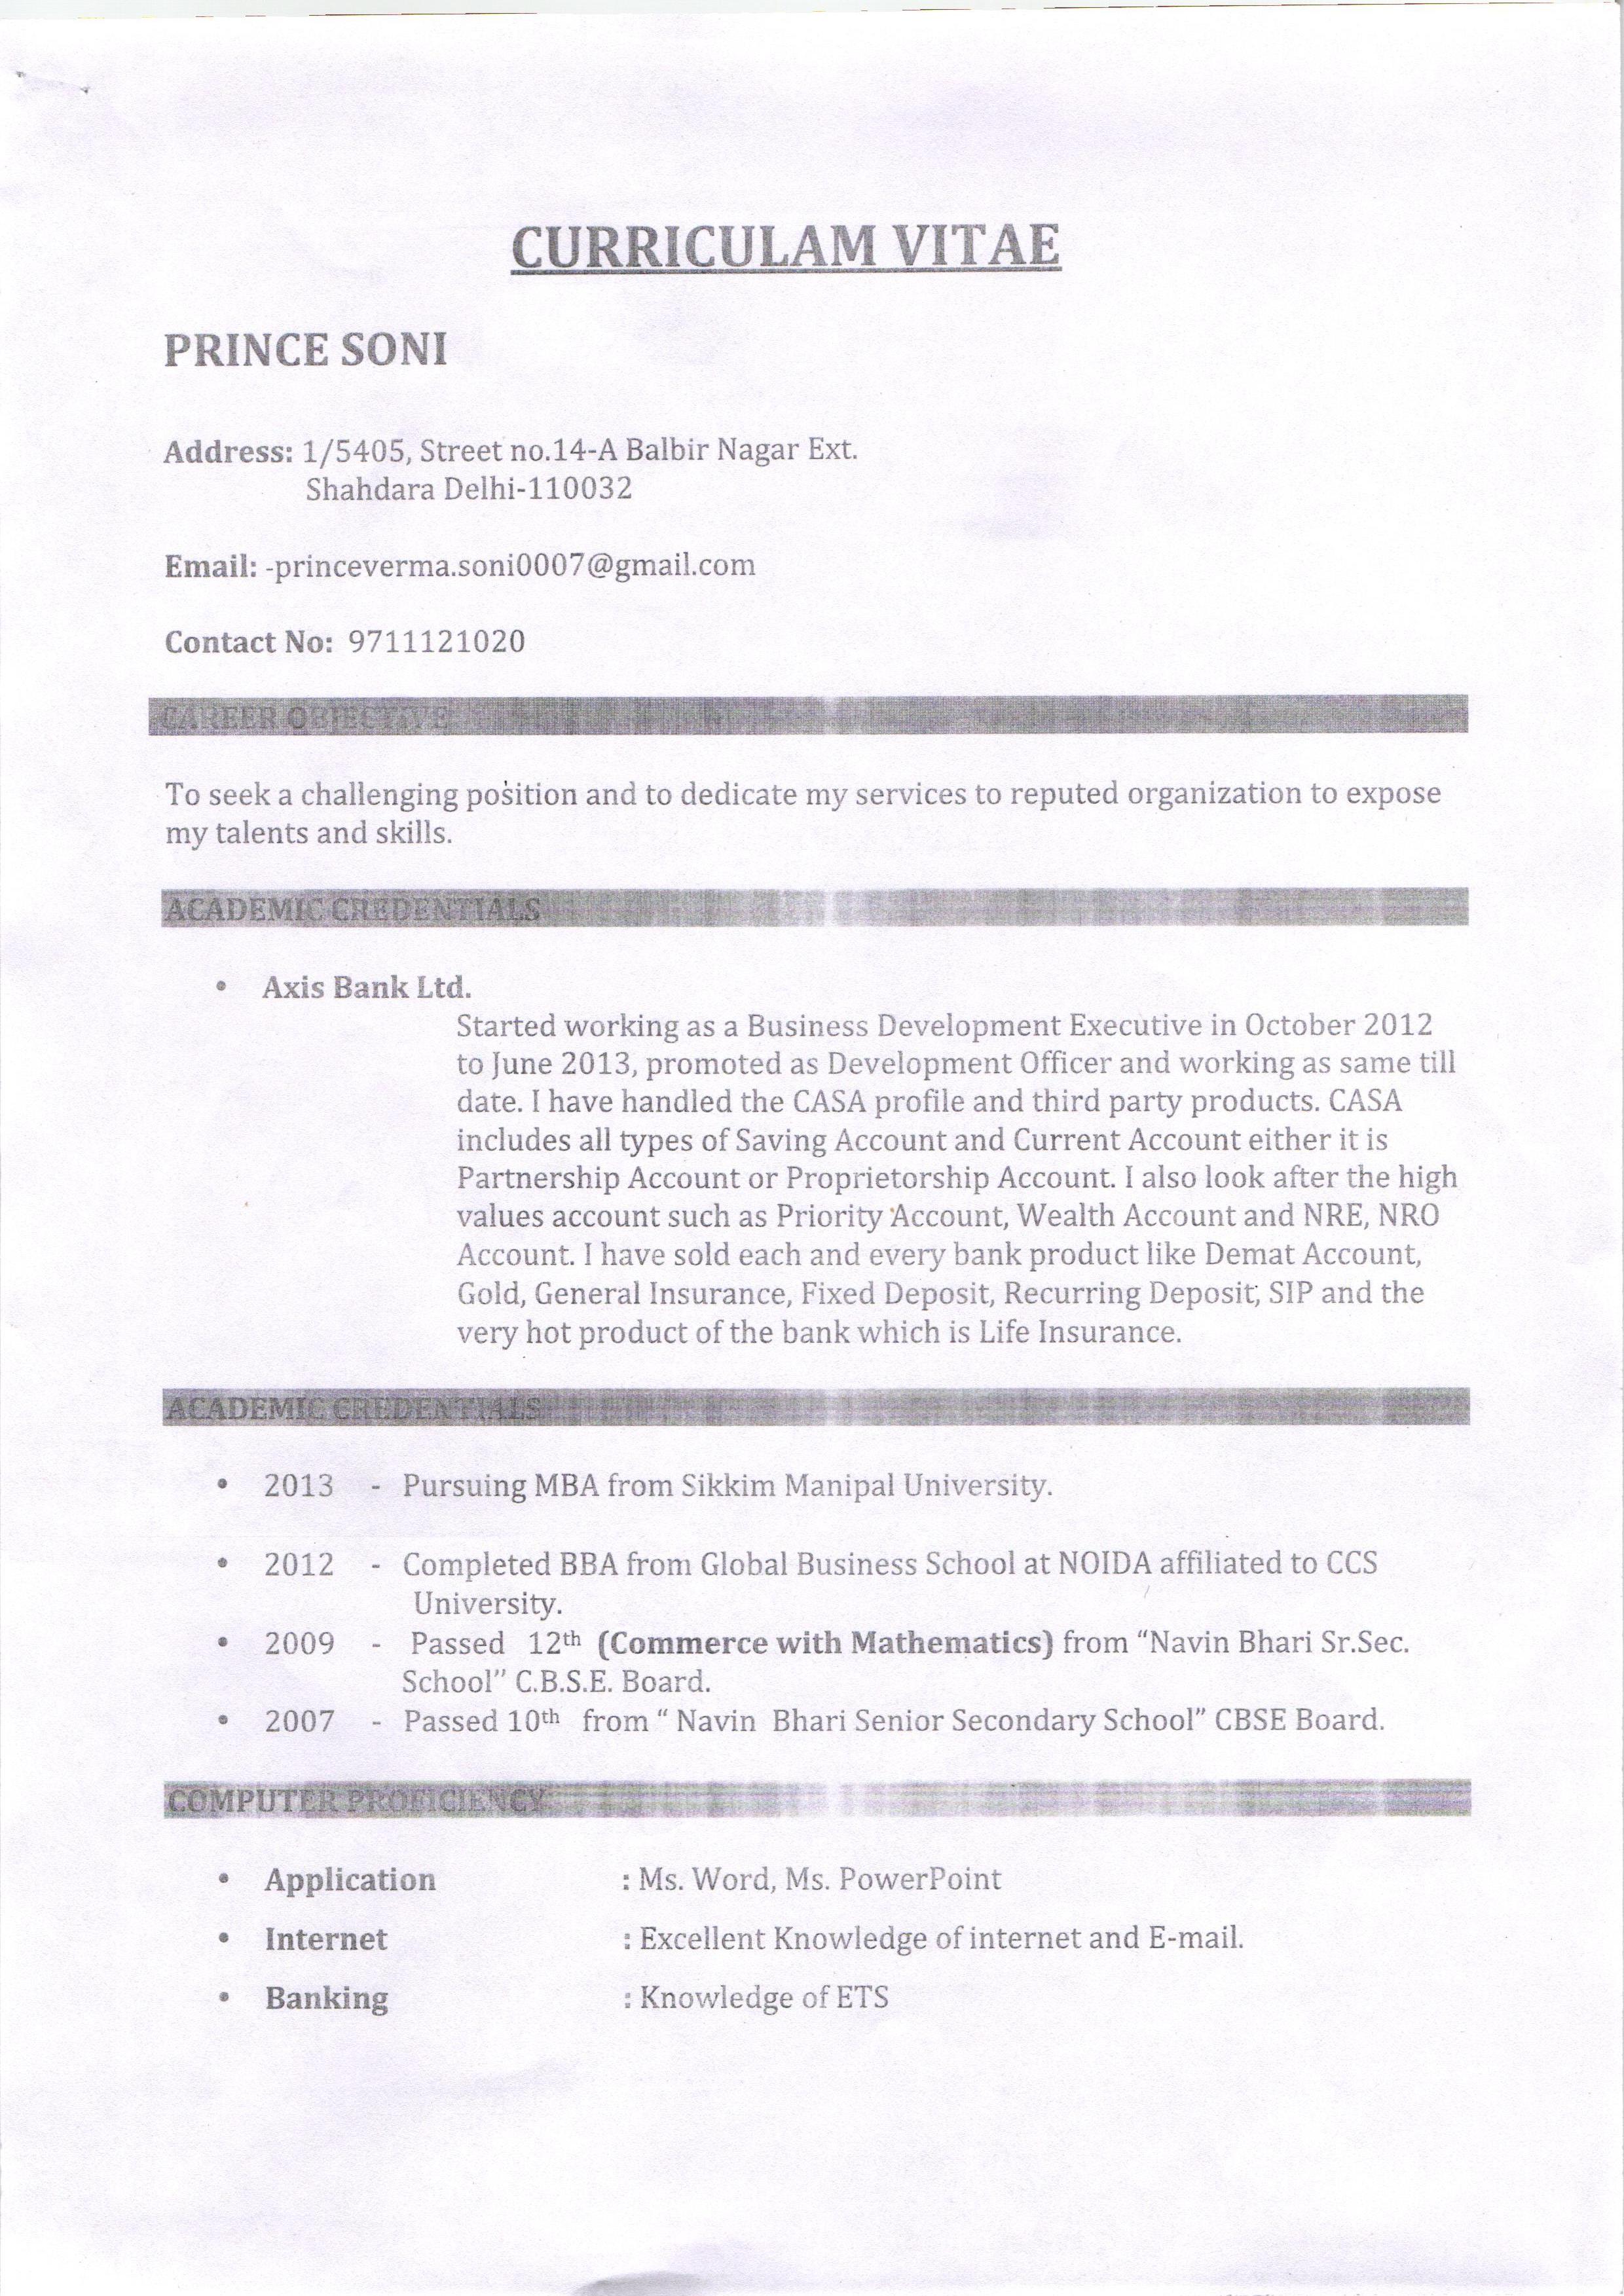 CURRICULAM VITAE
PRINCE SONI
Address: 1/5405, Street no.14-A Balbir Nagar Ext.
Shahdara Delhi-110032
Email: -princeverma.soni0007@gmail.com
Contact No: 9711121020
CAREER OBJECTIVE
To seek a challenging position and to dedicate my services to reputed organization to expose
my talents and skills.
ACADEMIC CREDENTIALS
• Axis Bank Ltd.
Started working as a Business Development Executive in October 2012
to June 2013, promoted as Development Officer and working as same till
date. I have handled the CASA profile and third party products. CASA
includes all types of Saving Account and Current Account either it is
Partnership Account or Proprietorship Account. I also look after the high
values account such as Priority Account, Wealth Account and NRE, NRO
Account. I have sold each and every bank product like Demat Account,
Gold, General Insurance, Fixed Deposit, Recurring Deposit, SIP and the
very hot product of the bank which is Life Insurance.
ACADEMIC CREDENTIALS
• 2013 - Pursuing MBA from Sikkim Manipal University.
• 2012 - Completed BBA from Global Business School at NOIDA affiliated to CCS
University.
• 2009 - Passed 12th (Commerce with Mathematics) from “Navin Bhari Sr.Sec.
School” C.B.S.E. Board.
• 2007 - Passed 10th from “ Navin Bhari Senior Secondary School” CBSE Board.
COMPUTER PROFICIENCY
• Application : Ms. Word, Ms. PowerPoint
• Internet : Excellent Knowledge of internet and E-mail.
• Banking : Knowledge of ETS